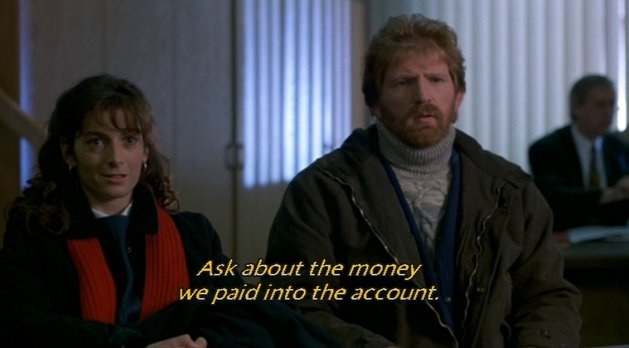 Ask about the money
we paid into the account.